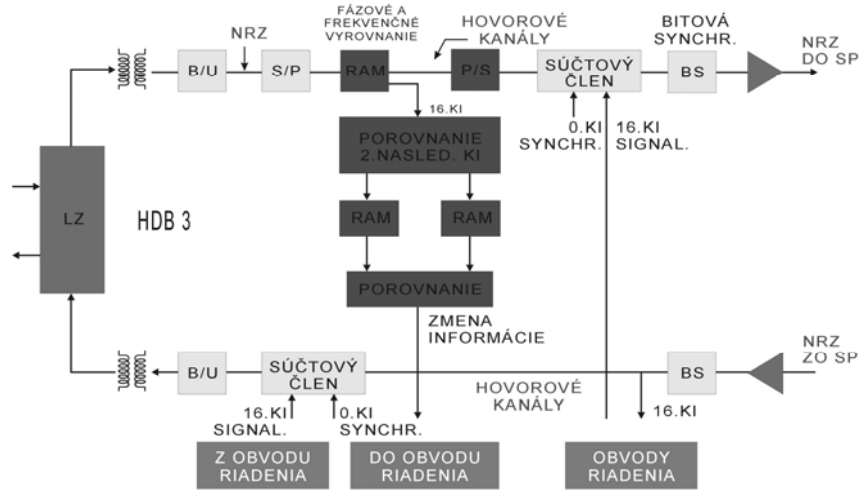 FÁZOVÉ A
FREKVENČNÉ
VYROVNANIE
HOVOROVÉ
KANÁLY
BITOVÁ
SYNCHR.
NRZ
DO SP
NRZ
B/U
S/P
RAM
P/S
SÚČTOVÝ
ČLEN
BS
16.KI
0.KI
SYNCHR.
16.KI
SIGNAL.
POROVNANIE
2.NASLED. KI
LZ
HDB 3
RAM
RAM
POROVNANIE
ZMENA
INFORMÁCIE
NRZ
ZO SP
B/U
SÚČTOVÝ
ČLEN
HOVOROVÉ
KANÁLY
BS
16.KI
SIGNAL.
0.KI
SYNCHR.
16.KI
Z OBVODU
RIADENIA
DO OBVODU
RIADENIA
OBVODY
RIADENIA